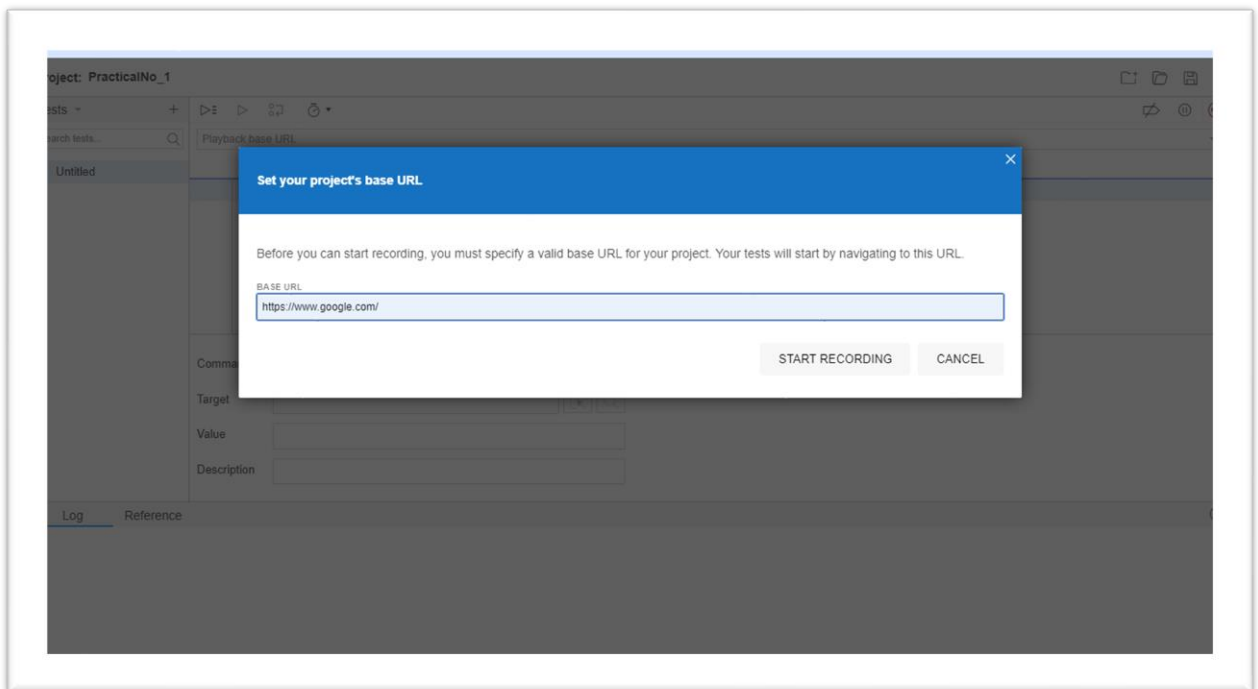 oject: PracticalNo_1
ests
earch tests...
Playback base URL
Untitled
Set your project's base URL
Before you can start recording, you must specify a valid base URL for your project. Your tests will start by navigating to this URL.
BASE URL
https://www.google.com/
START RECORDING CANCEL
Comma
Target
Value
Description
Log Reference